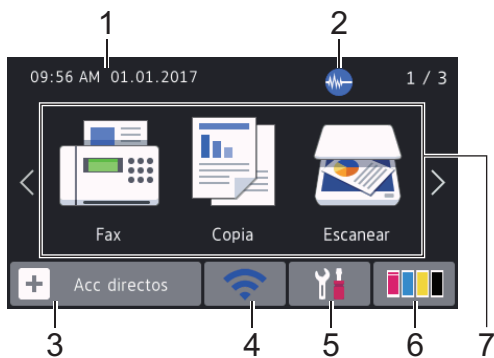 1 2
09:56 AM 01.01.2017 1 / 3
Fax Copia Escanear
Acc directos
3 4 5 6 7